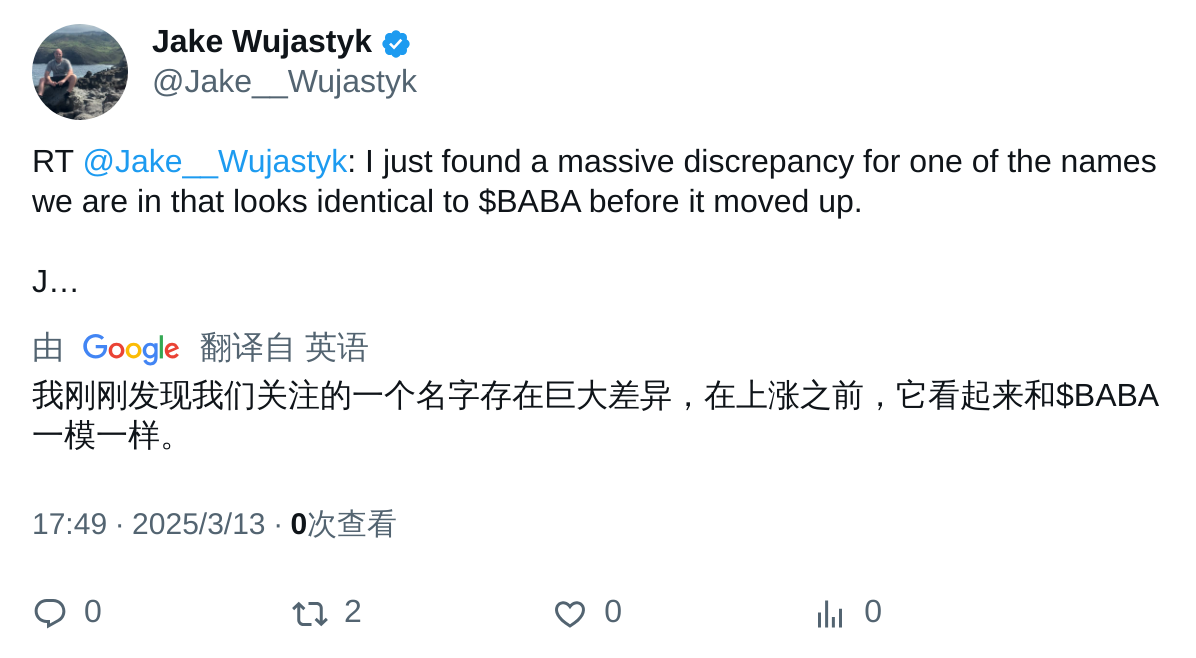 Jake Wujastyk
@Jake__Wujastyk
RT @Jake__Wujastyk: I just found a massive discrepancy for one of the names
we are in that looks identical to $BABA before it moved up.
J…
由 Google 翻译自 英语
我刚刚发现我们关注的一个名字存在巨大差异，在上涨之前，它看起来和$BABA
一模一样。
17:49 · 2025/3/13 · 0次查看
0 2 0 0